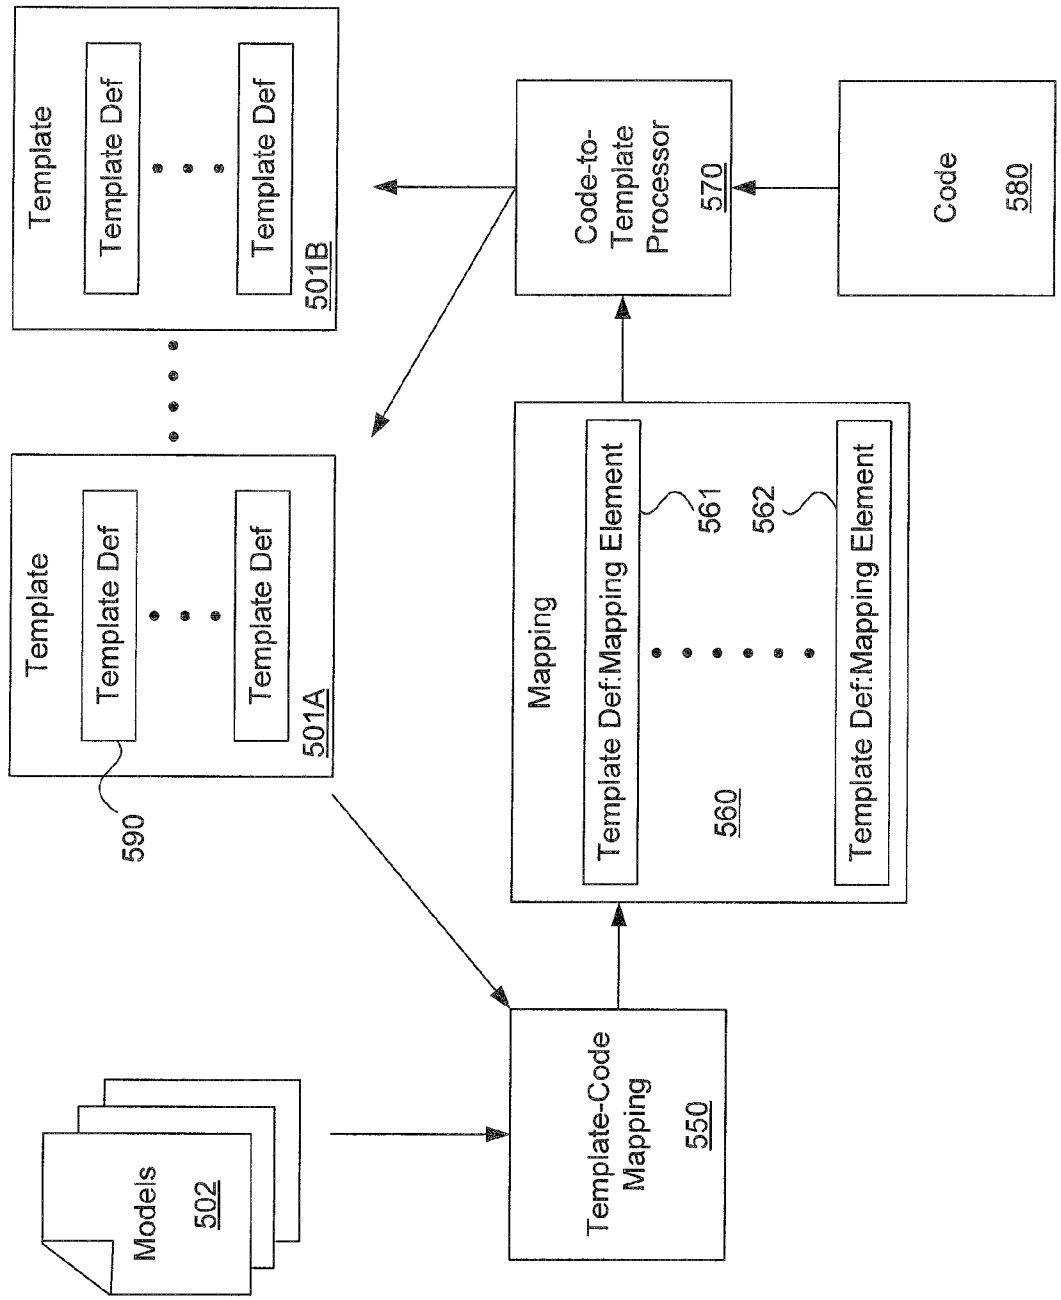 Models
502
590
Template
Template Def
Template Def
501A
Template
Template Def
Template Def
501B
Template-Code
Mapping
550
Mapping
Template Def:Mapping Element
561
560
562
Template Def:Mapping Element
Code-to-
Template
Processor
570
Code
580